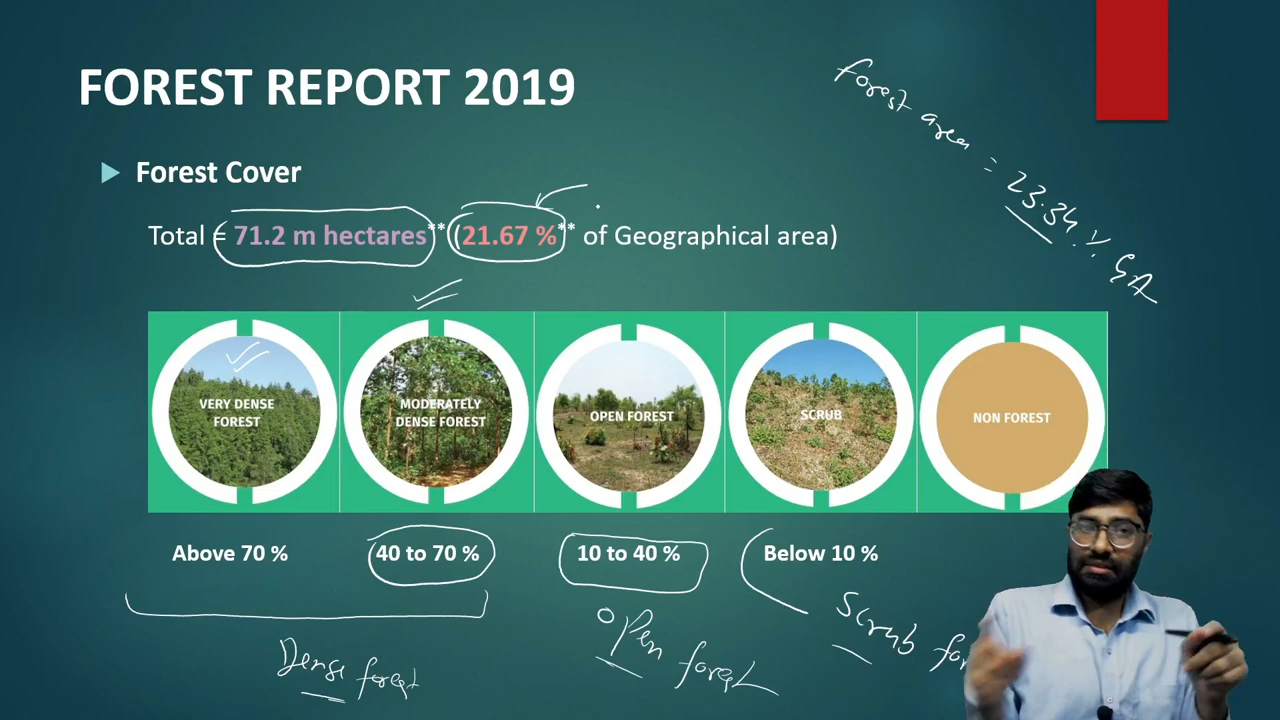 FOREST REPORT 2019
forest area = 23.34 % GA
Forest Cover
Total = 71.2 m hectares** (21.67 %** of Geographical area)
VERY DENSE
FOREST
MODERATELY
DENSE FOREST
OPEN FOREST
SCRUB
NON FOREST
Above 70 %
40 to 70 %
10 to 40 %
Below 10 %
Dense forest
Open forest
Scrub